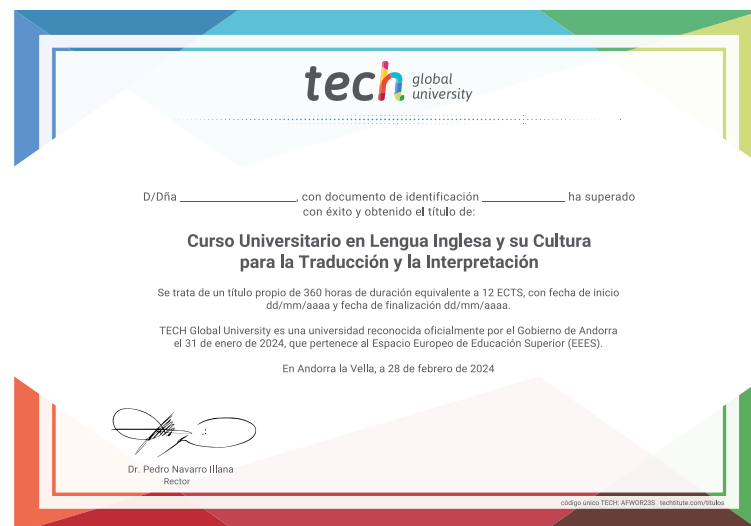 tech global university
D/Dña ____________________, con documento de identificación ______________ ha superado
con éxito y obtenido el título de:
Curso Universitario en Lengua Inglesa y su Cultura
para la Traducción y la Interpretación
Se trata de un título propio de 360 horas de duración equivalente a 12 ECTS, con fecha de inicio
dd/mm/aaaa y fecha de finalización dd/mm/aaaa.
TECH Global University es una universidad reconocida oficialmente por el Gobierno de Andorra
el 31 de enero de 2024, que pertenece al Espacio Europeo de Educación Superior (EEES).
En Andorra la Vella, a 28 de febrero de 2024
Dr. Pedro Navarro Illana
Rector
código único TECH: AFWOR23S techtitute.com/titulos